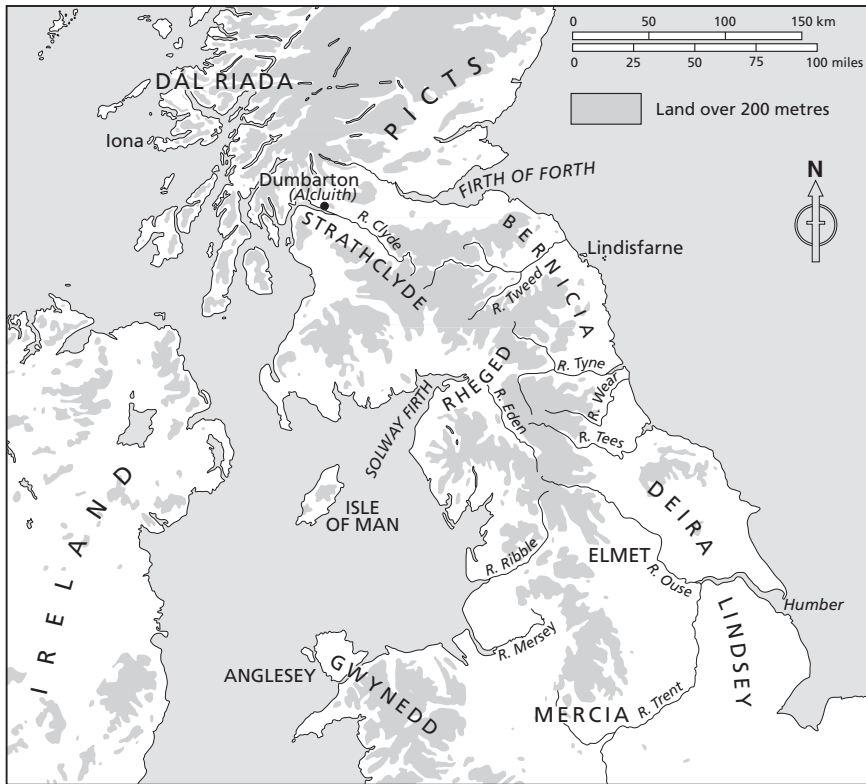 0 50 100 150 km
0 25 50 75 100 miles
Land over 200 metres
N
DÁL RIADA
PICTS
Iona
FIRTH OF FORTH
Dumbarton
(Alcluith)
R. Clyde
STRATHCLYDE
BERNICIA
Lindisfarne
R. Tweed
R. Tyne
RHEGED
R. Wear
SOLWAY FIRTH
R. Eden
R. Tees
IRELAND
ISLE
OF MAN
DEIRA
ELMET
R. Ribble
R. Ouse
Humber
LINDSEY
R. Mersey
ANGLESEY
GWYNEDD
R. Trent
MERCIA